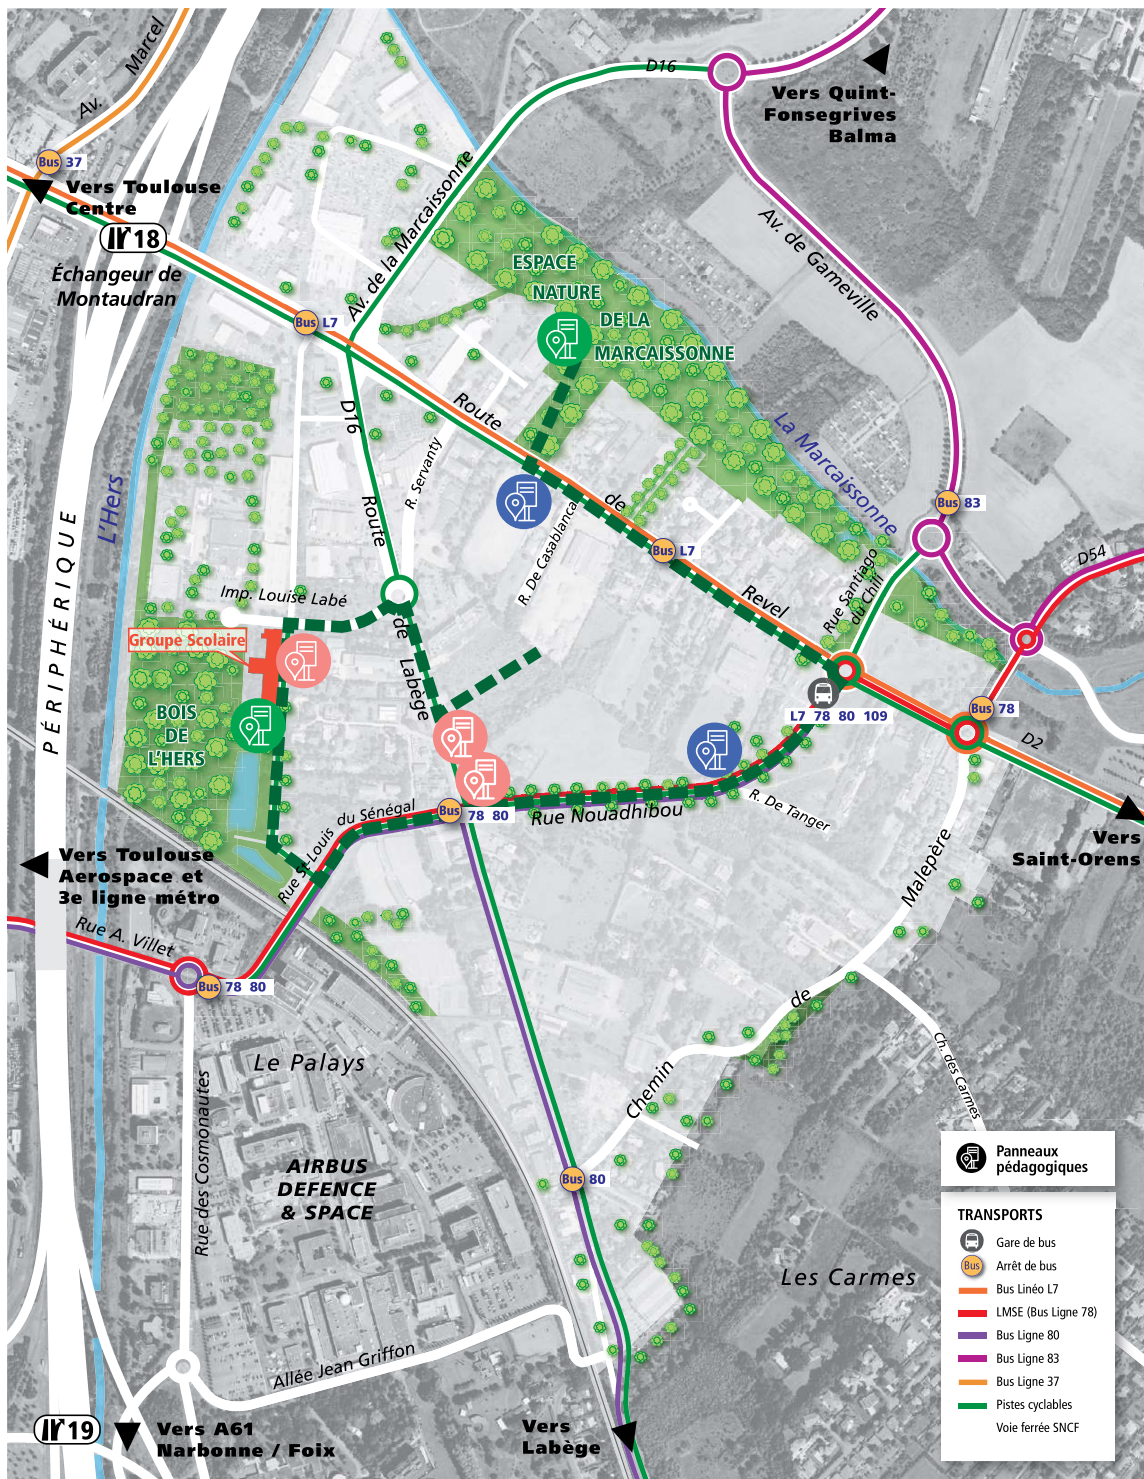 Av.
Marcel
Bus 37
Vers Toulouse
Centre
18
Échangeur de
Montaudran
D16
Vers Quint-
Fonsegrives
Balma
Av. de la Marcaissonne
Av. de Gameville
ESPACE
NATURE
DE LA
MARCAISSONNE
Bus L7
D16
Route
R. Servanty
La Marcaissonne
L'Hers
Route
de
Bus 83
R. De Casablanca
Bus L7
D54
PÉRIPHÉRIQUE
Imp. Louise Labé
Revel
Rue Santiago
du Chili
Groupe Scolaire
de
Labège
BOIS
DE
L'HERS
L7 78 80 109
Bus 78
D2
Bus 78 80
du Sénégal
Rue Nouadhibou
R. De Tanger
Vers
Saint-Orens
Rue St-Louis
Vers Toulouse
Aerospace et
3e ligne métro
Malepère
Rue A. Villet
Bus 78 80
de
Le Palays
Chemin
Ch. des Carmes
Rue des Cosmonautes
AIRBUS
DEFENCE
& SPACE
Bus 80
Les Carmes
Allée Jean Griffon
19
Vers A61
Narbonne / Foix
Vers
Labège
Panneaux
pédagogiques
TRANSPORTS
Gare de bus
Bus Arrêt de bus
Bus Linéo L7
LMSE (Bus Ligne 78)
Bus Ligne 80
Bus Ligne 83
Bus Ligne 37
Pistes cyclables
Voie ferrée SNCF